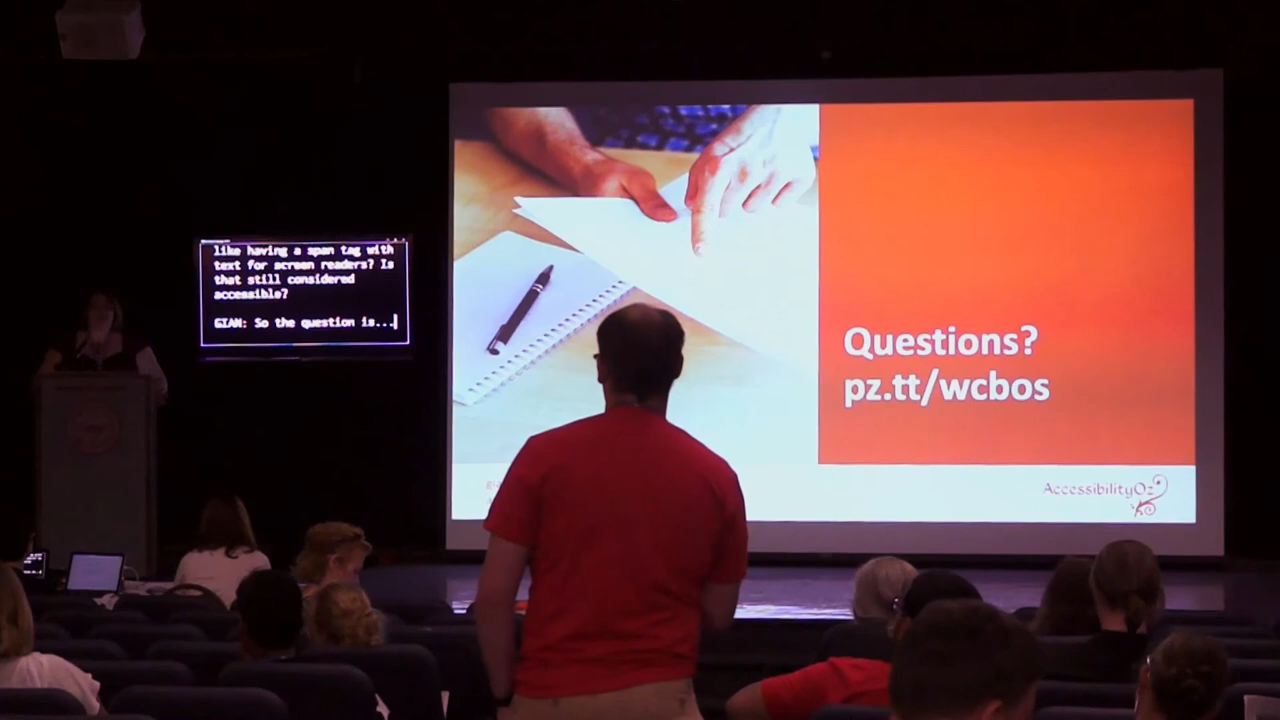 like having a span tag with
text for screen readers? Is
that still considered
accessible?
GIAN: So the question is...
Questions?
pz.tt/wcbos
AccessibilityOz